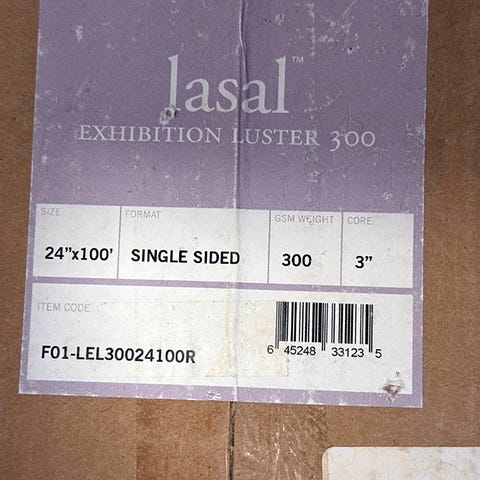 lasal™
EXHIBITION LUSTER 300
SIZE FORMAT GSM WEIGHT CORE
24"x100' SINGLE SIDED 300 3"
ITEM CODE
F01-LEL30024100R
6 45248 33123 5